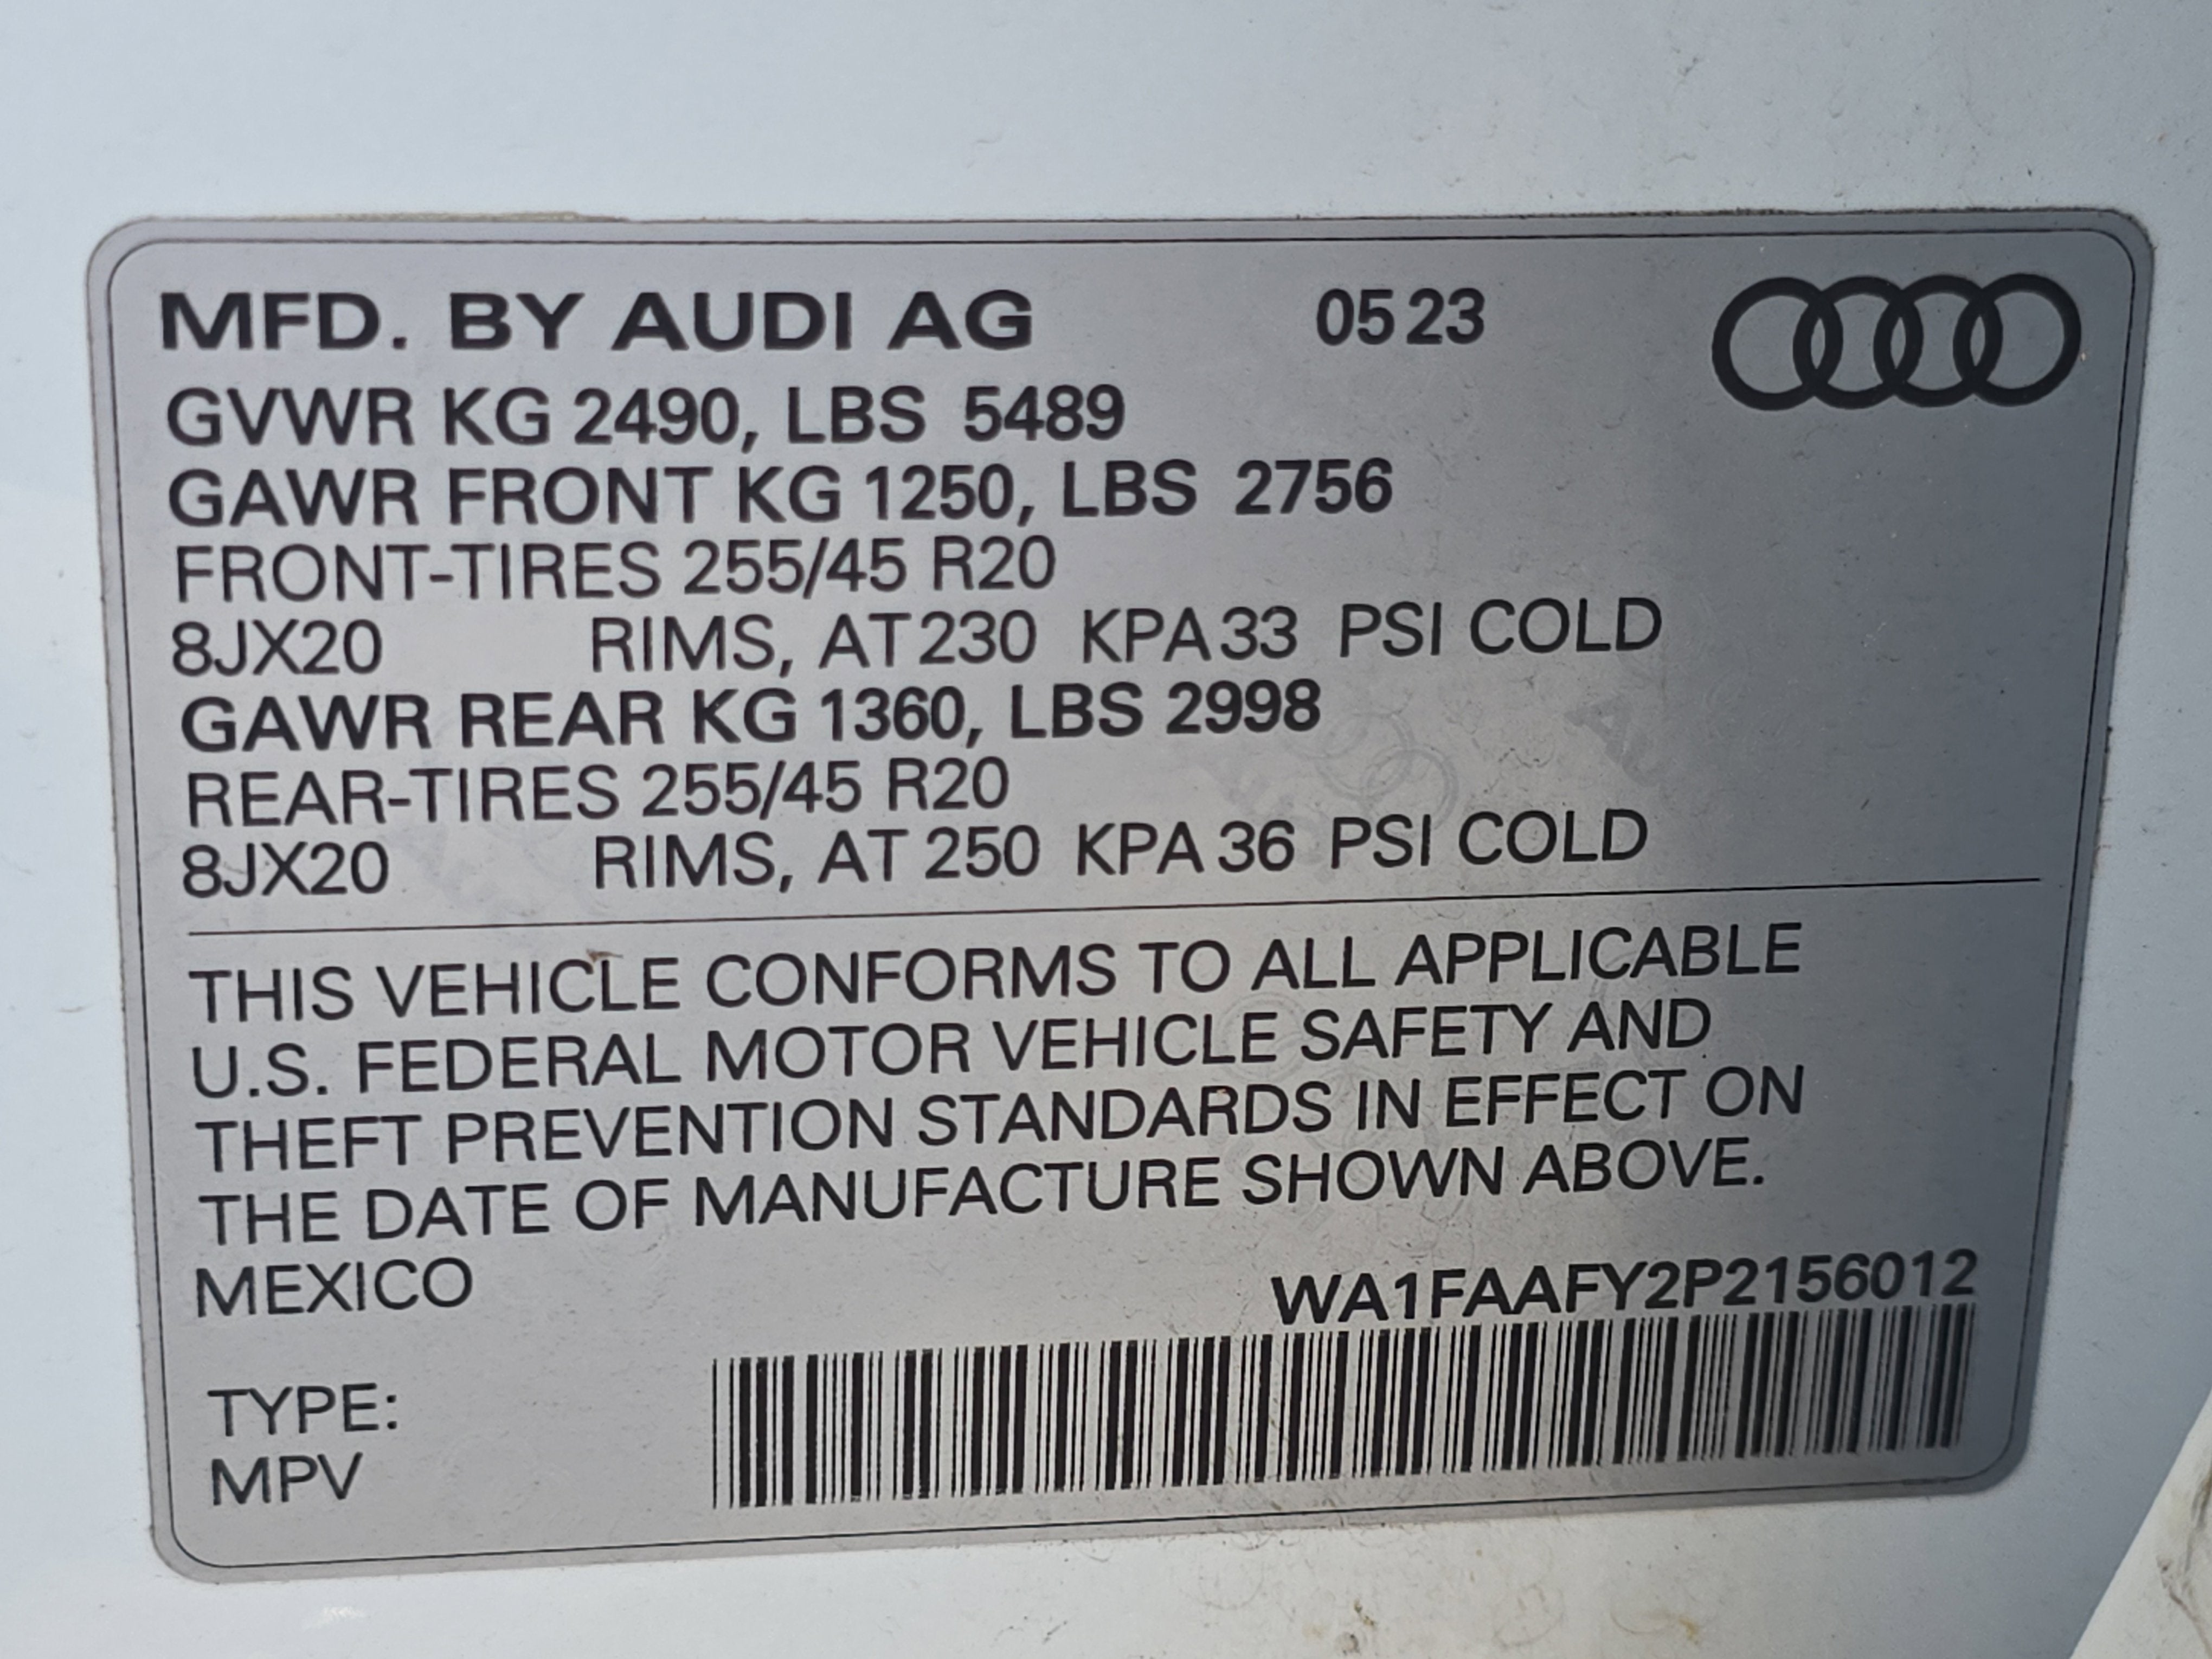 MFD. BY AUDI AG 05 23
GVWR KG 2490, LBS 5489
GAWR FRONT KG 1250, LBS 2756
FRONT-TIRES 255/45 R20
8JX20 RIMS, AT 230 KPA 33 PSI COLD
GAWR REAR KG 1360, LBS 2998
REAR-TIRES 255/45 R20
8JX20 RIMS, AT 250 KPA 36 PSI COLD
THIS VEHICLE CONFORMS TO ALL APPLICABLE
U.S. FEDERAL MOTOR VEHICLE SAFETY AND
THEFT PREVENTION STANDARDS IN EFFECT ON
THE DATE OF MANUFACTURE SHOWN ABOVE.
MEXICO
WA1FAAFY2P2156012
TYPE:
MPV